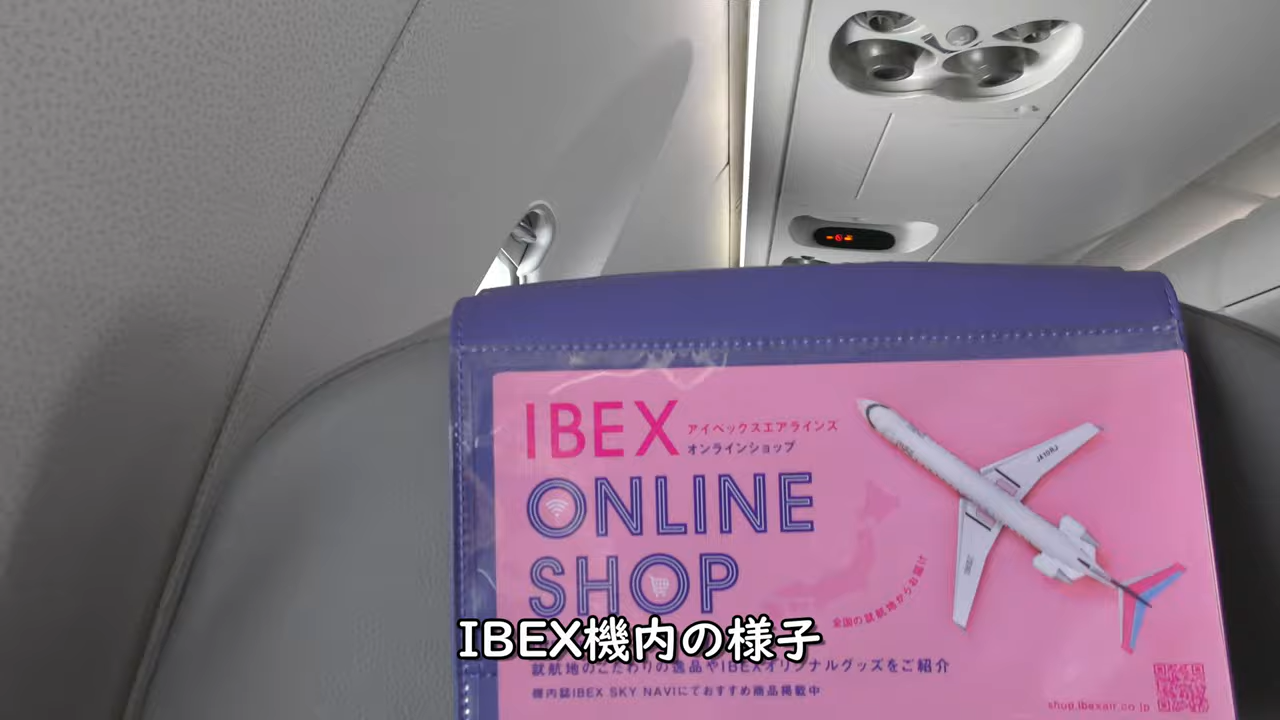 IBEX アイベックスエアラインズ
オンラインショップ
ONLINE
SHOP
全国の就航地からお届け
IBEX機内の様子
就航地のこだわりの逸品やIBEXオリジナルグッズをご紹介
機内誌IBEX SKY NAVIにておすすめ商品掲載中
shop.ibexair.co.jp